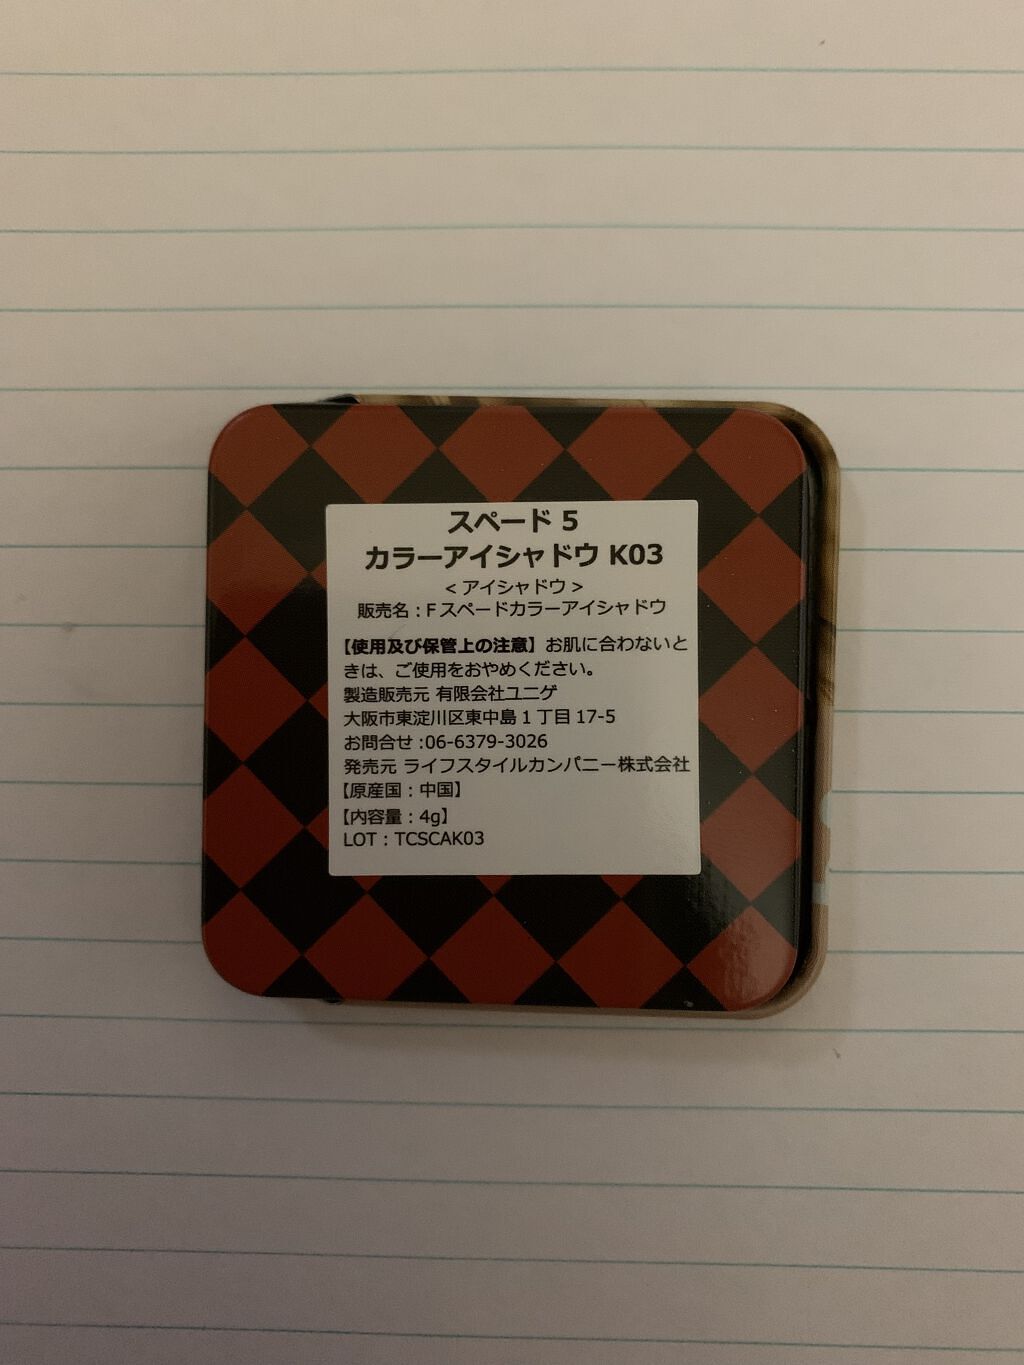 スペード 5
カラーアイシャドウ K03
< アイシャドウ >
販売名：Fスペードカラーアイシャドウ
【使用及び保管上の注意】お肌に合わないと
きは、ご使用をおやめください。
製造販売元 有限会社ユニゲ
大阪市東淀川区東中島1丁目17-5
お問合せ:06-6379-3026
発売元 ライフスタイルカンパニー株式会社
【原産国：中国】
【内容量：4g】
LOT：TCSCAK03